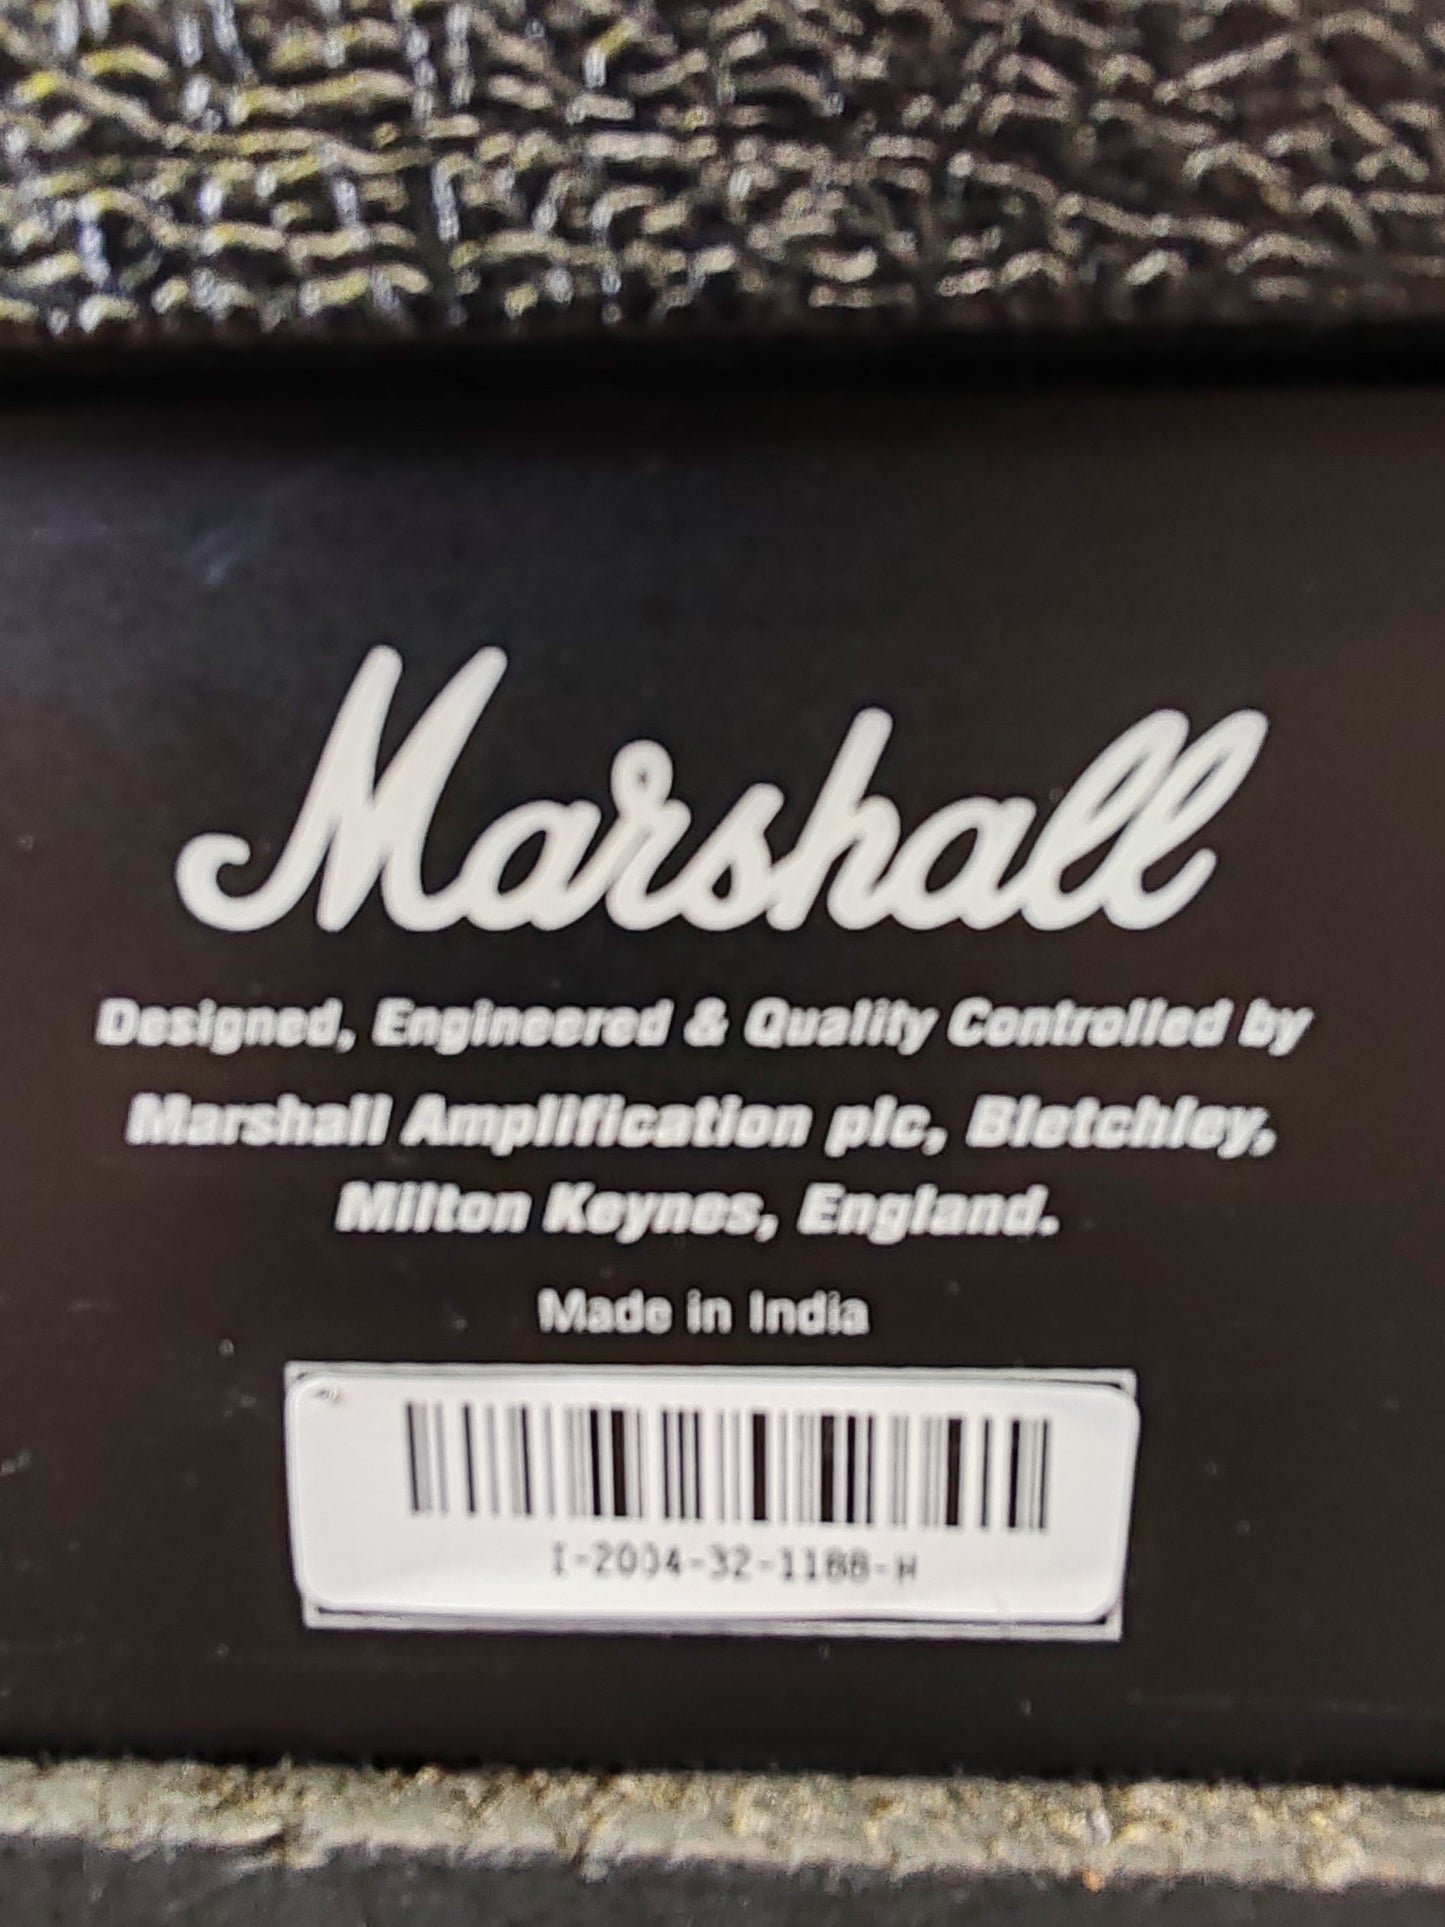 Marshall
Designed, Engineered & Quality Controlled by
Marshall Amplification plc, Bletchley,
Milton Keynes, England.
Made in India
I-2004-32-1188-H